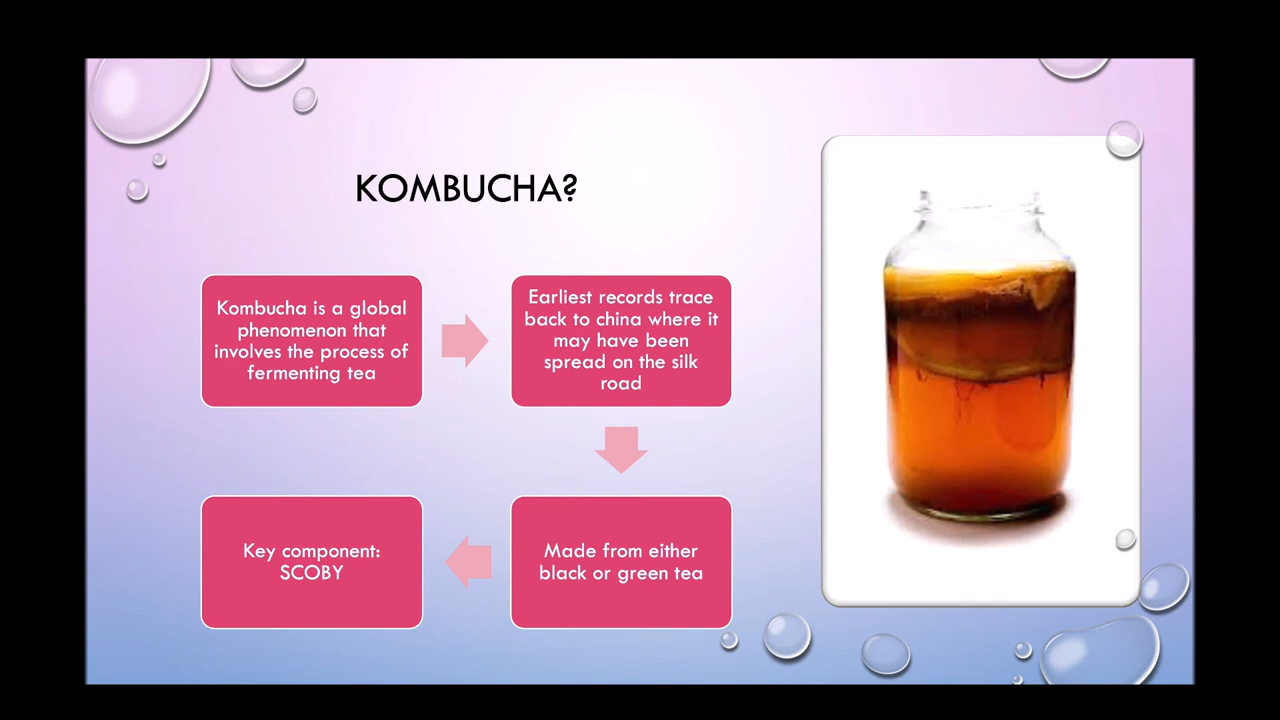 KOMBUCHA?
Kombucha is a global
phenomenon that
involves the process of
fermenting tea
Earliest records trace
back to china where it
may have been
spread on the silk
road
Made from either
black or green tea
Key component:
SCOBY